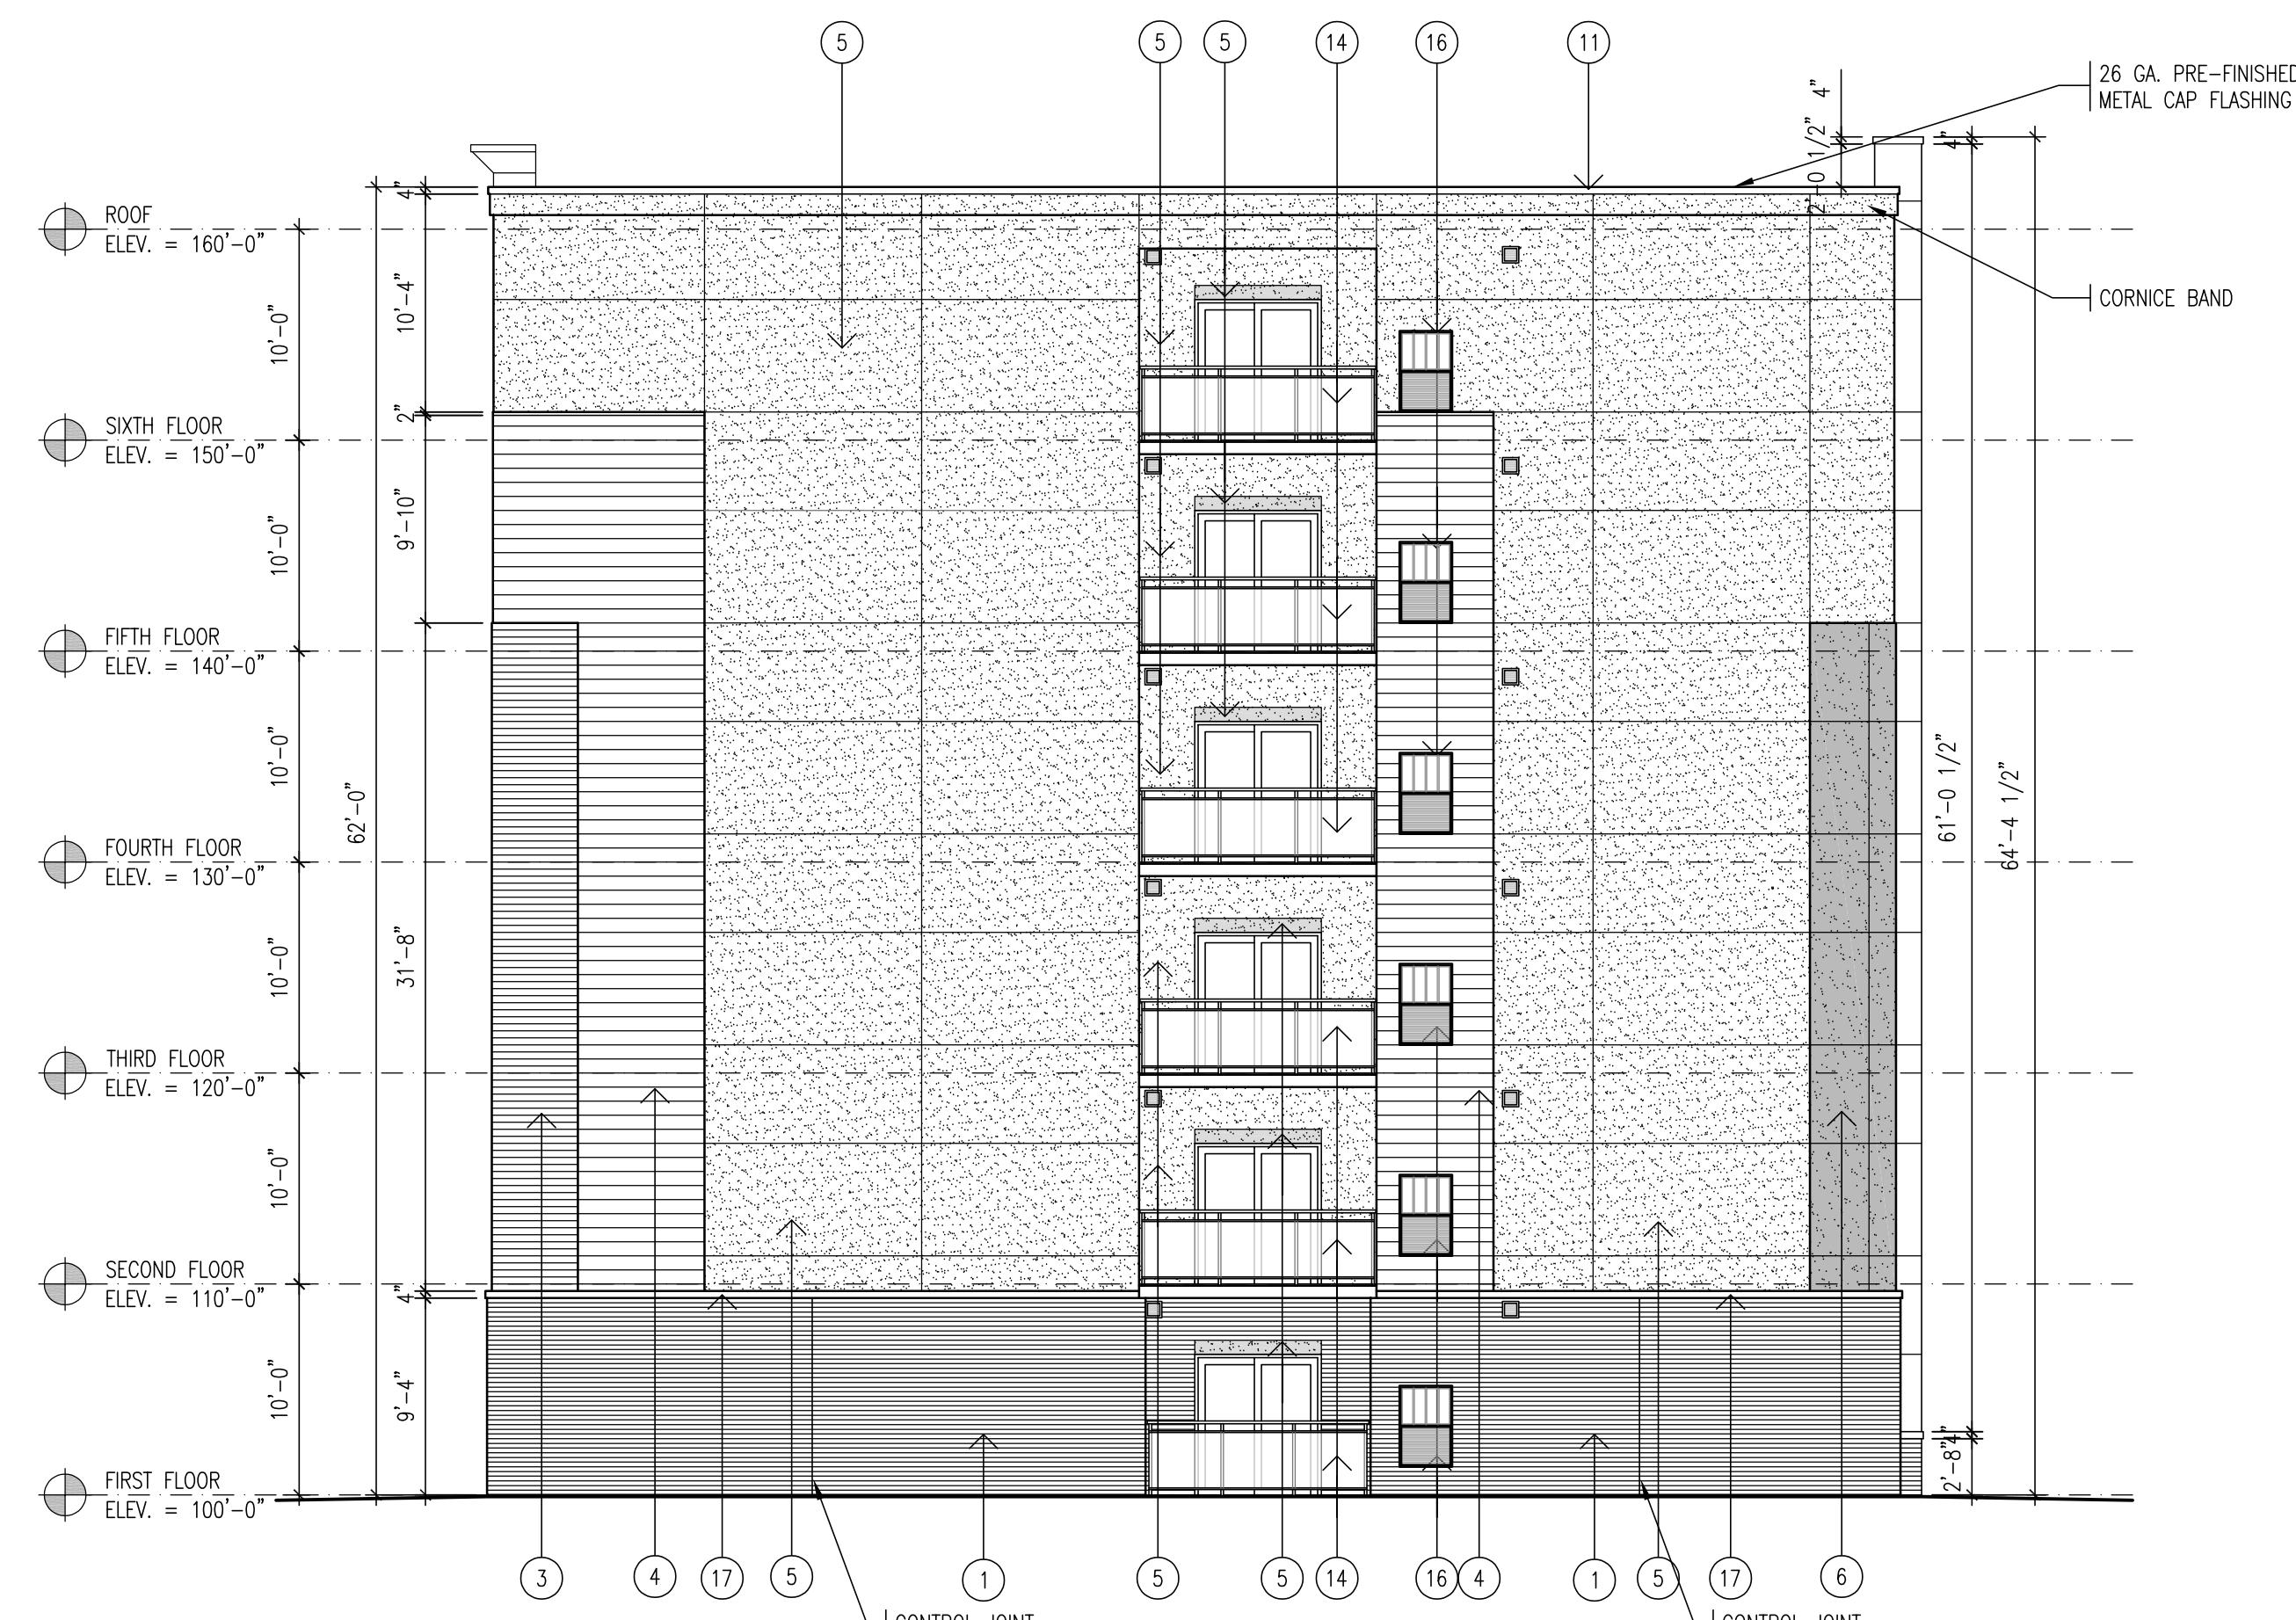 5
5
5
14
16
11
26 GA. PRE-FINISHED
METAL CAP FLASHING
4"
2'-0 1/2"
4"
4"
ROOF
ELEV. = 160'-0"
CORNICE BAND
10'-4"
10'-0"
2"
SIXTH FLOOR
ELEV. = 150'-0"
9'-10"
10'-0"
FIFTH FLOOR
ELEV. = 140'-0"
10'-0"
62'-0"
61'-0 1/2"
64'-4 1/2"
FOURTH FLOOR
ELEV. = 130'-0"
31'-8"
10'-0"
THIRD FLOOR
ELEV. = 120'-0"
10'-0"
SECOND FLOOR
ELEV. = 110'-0"
4"
10'-0"
9'-4"
4"
2'-8"
FIRST FLOOR
ELEV. = 100'-0"
3
4
17
5
1
5
5
14
16
4
1
5
17
6
CONTROL JOINT
CONTROL JOINT